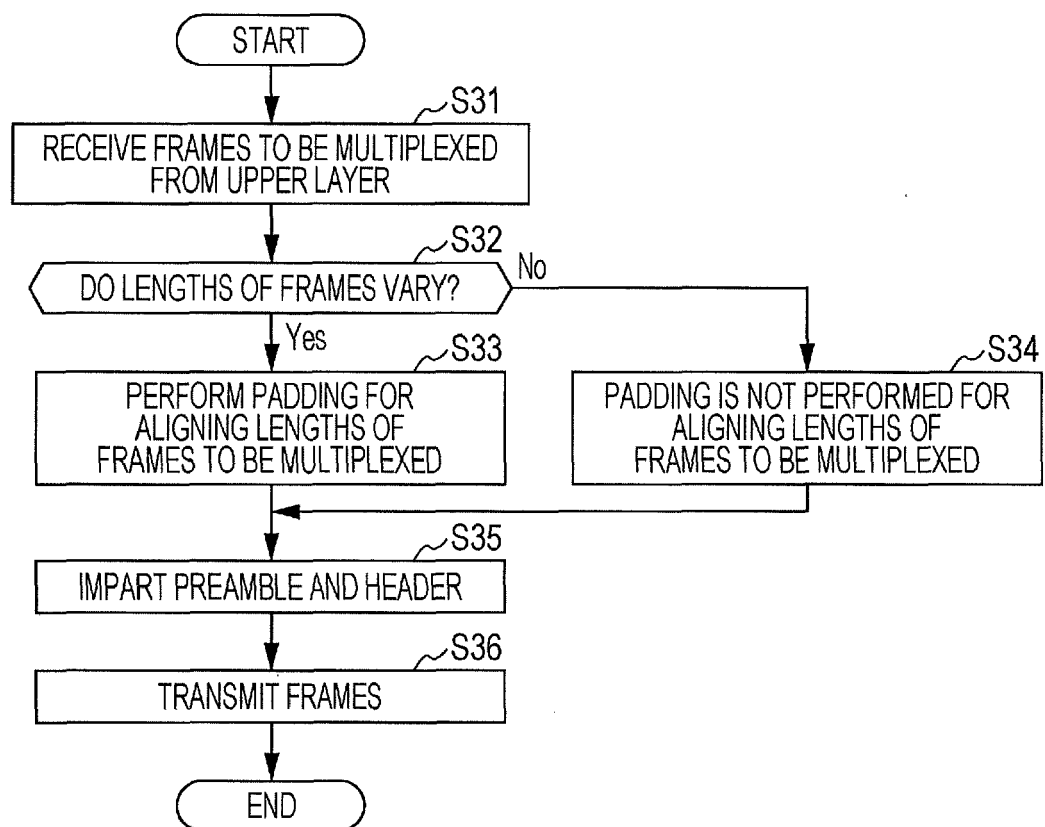 START
S31
RECEIVE FRAMES TO BE MULTIPLEXED
FROM UPPER LAYER
S32
DO LENGTHS OF FRAMES VARY?
No
Yes
S33
PERFORM PADDING FOR
ALIGNING LENGTHS OF
FRAMES TO BE MULTIPLEXED
S34
PADDING IS NOT PERFORMED FOR
ALIGNING LENGTHS OF
FRAMES TO BE MULTIPLEXED
S35
IMPART PREAMBLE AND HEADER
S36
TRANSMIT FRAMES
END